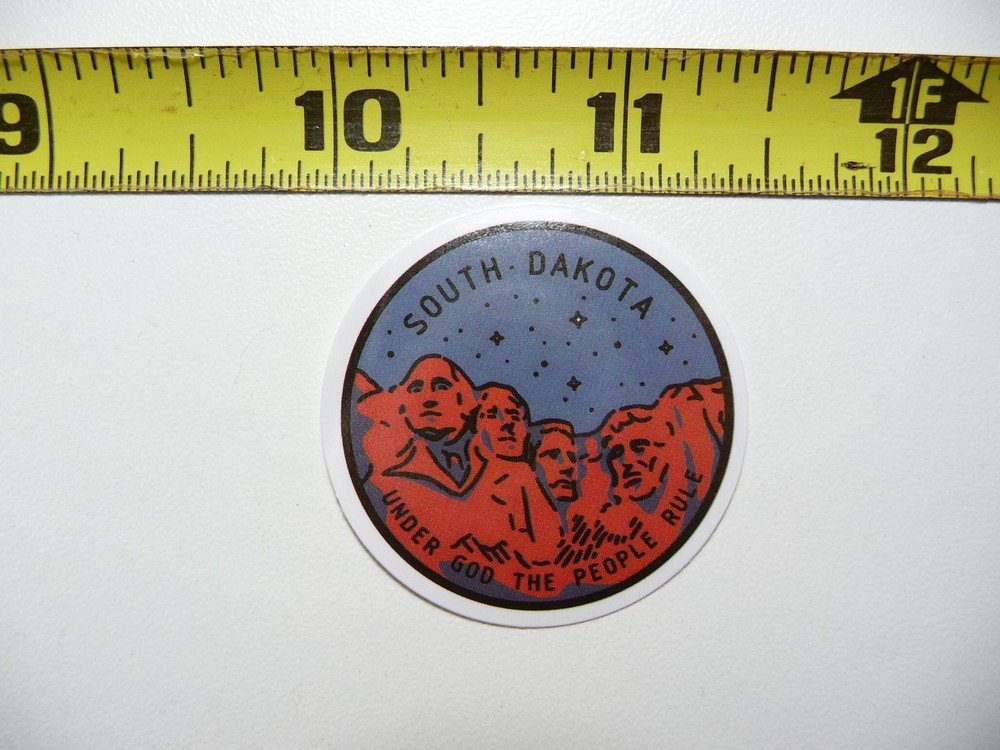 9 10 11 1F
12
SOUTH DAKOTA
UNDER GOD THE PEOPLE RULE